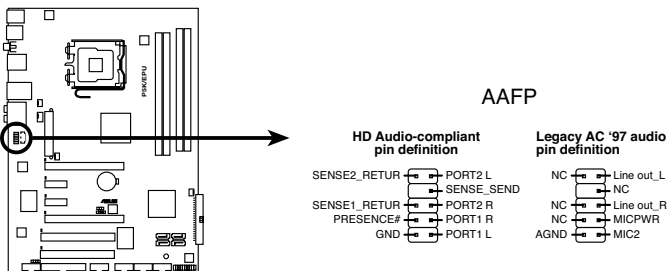 P5K/EPU
ASUS
AAFP
HD Audio-compliant
pin definition
SENSE2_RETUR
PORT2 L
SENSE_SEND
SENSE1_RETUR
PORT2 R
PRESENCE#
PORT1 R
GND
PORT1 L
Legacy AC ‘97 audio
pin definition
NC
Line out_L
NC
NC
Line out_R
NC
MICPWR
AGND
MIC2